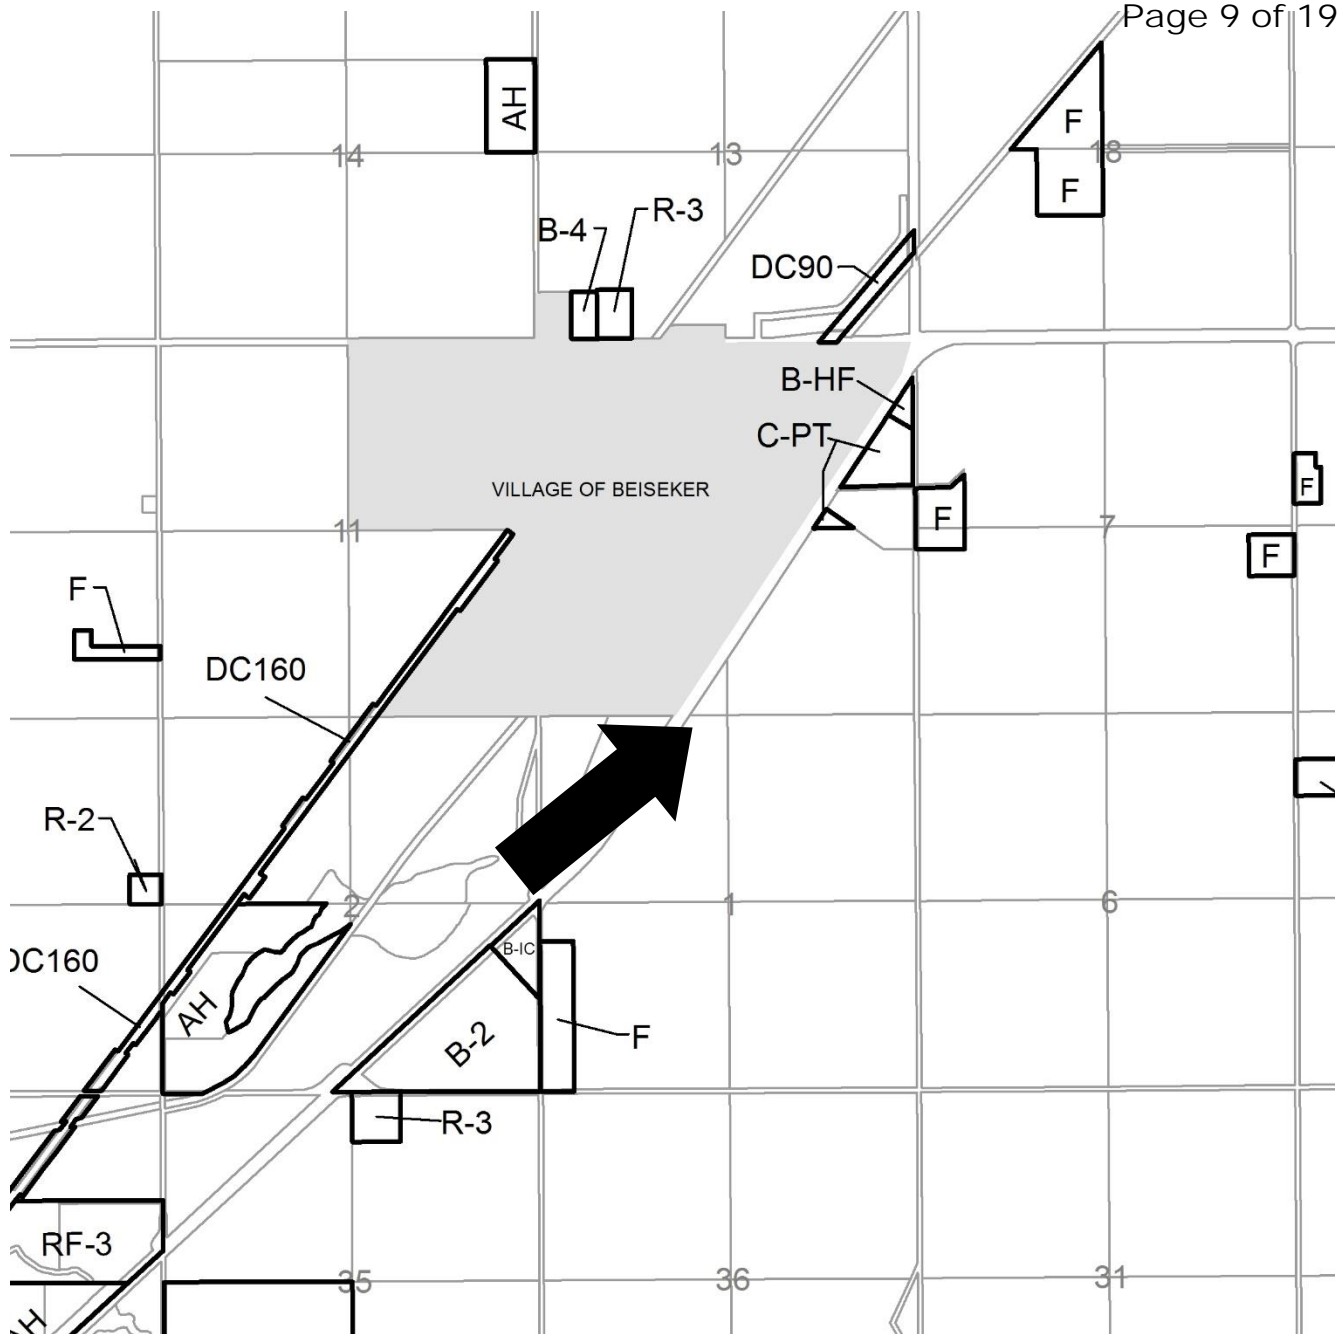 Page 9 of 19
AH
F
14
13
18
F
B-4
R-3
DC90
B-HF
C-PT
VILLAGE OF BEISEKER
F
F
11
7
F
F
DC160
R-2
2
1
6
B-IC
DC160
AH
B-2
F
R-3
RF-3
35
36
31